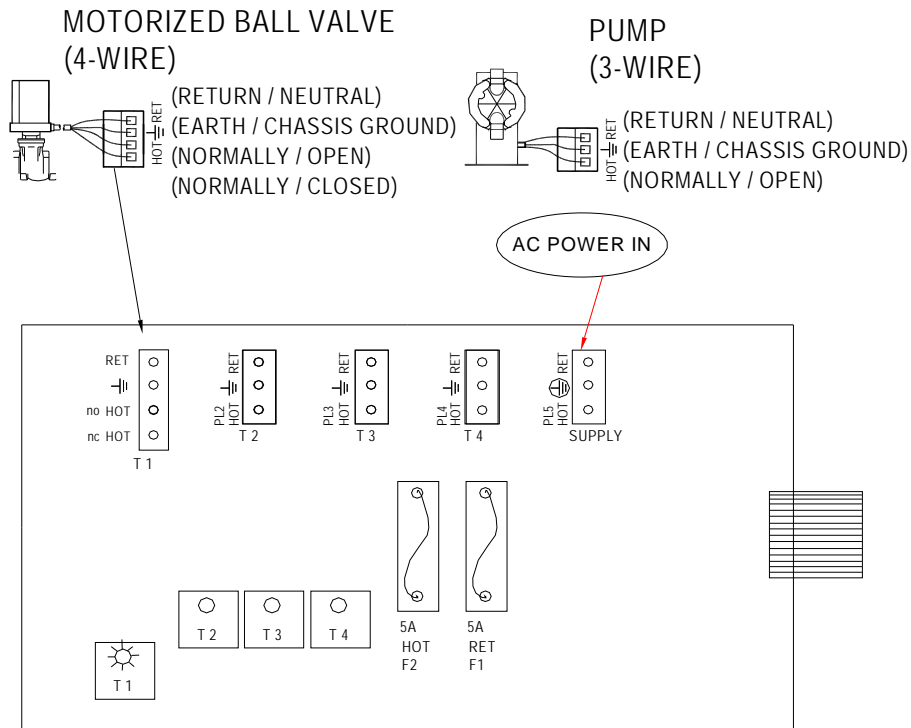 MOTORIZED BALL VALVE
(4-WIRE)
HOT RET
(RETURN / NEUTRAL)
(EARTH / CHASSIS GROUND)
(NORMALLY / OPEN)
(NORMALLY / CLOSED)
PUMP
(3-WIRE)
HOT RET
(RETURN / NEUTRAL)
(EARTH / CHASSIS GROUND)
(NORMALLY / OPEN)
AC POWER IN
RET
no HOT
nc HOT
T 1
PL2
HOT RET
T 2
PL3
HOT RET
T 3
PL4
HOT RET
T 4
PL5
HOT RET
SUPPLY
5A
HOT
F2
5A
RET
F1
T 2
T 3
T 4
T 1